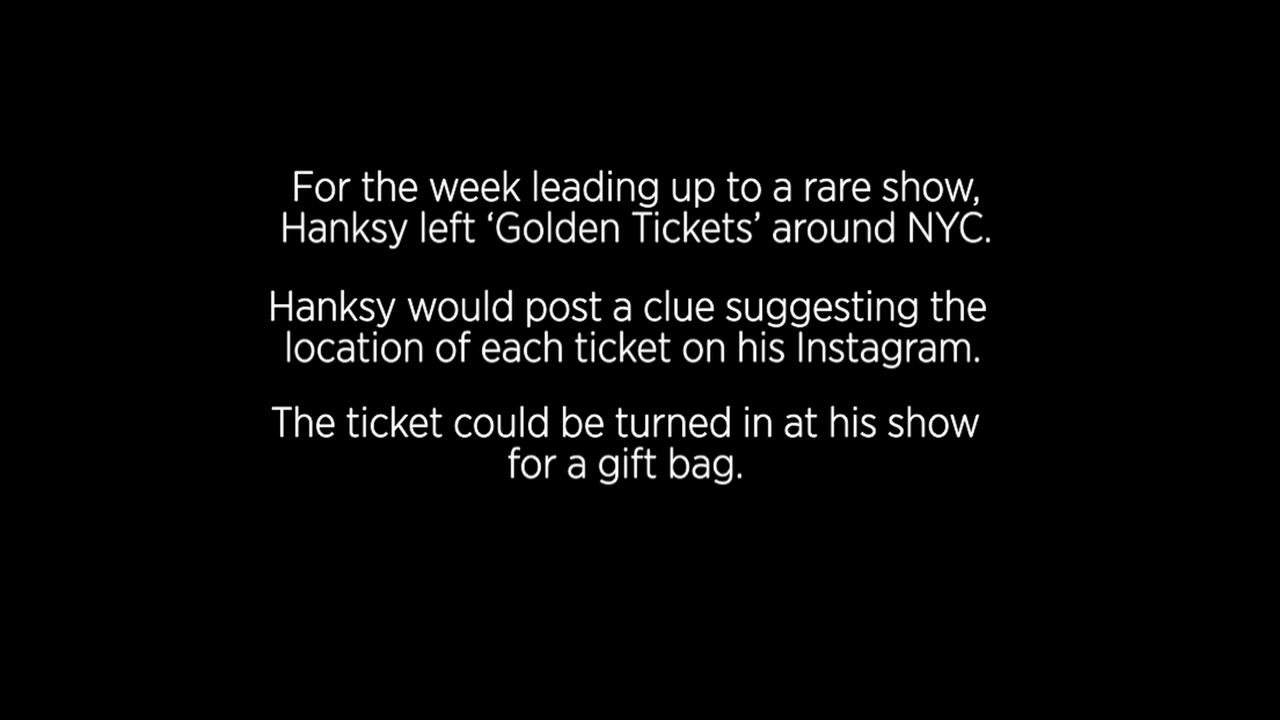 For the week leading up to a rare show,
Hanksy left ‘Golden Tickets’ around NYC.
Hanksy would post a clue suggesting the
location of each ticket on his Instagram.
The ticket could be turned in at his show
for a gift bag.